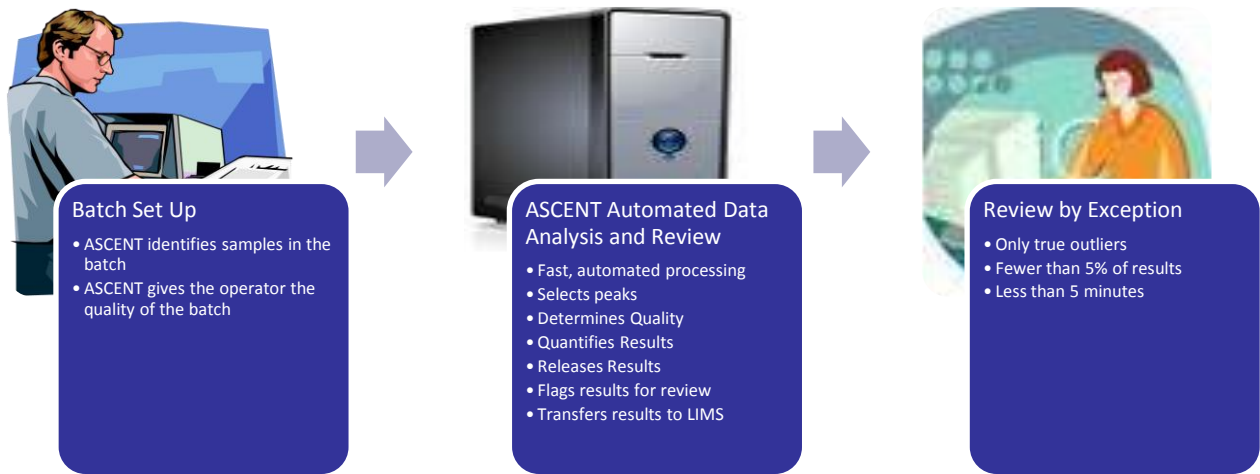 Batch Set Up
• ASCENT identifies samples in the
batch
• ASCENT gives the operator the
quality of the batch
ASCENT Automated Data
Analysis and Review
• Fast, automated processing
• Selects peaks
• Determines Quality
• Quantifies Results
• Releases Results
• Flags results for review
• Transfers results to LIMS
Review by Exception
• Only true outliers
• Fewer than 5% of results
• Less than 5 minutes